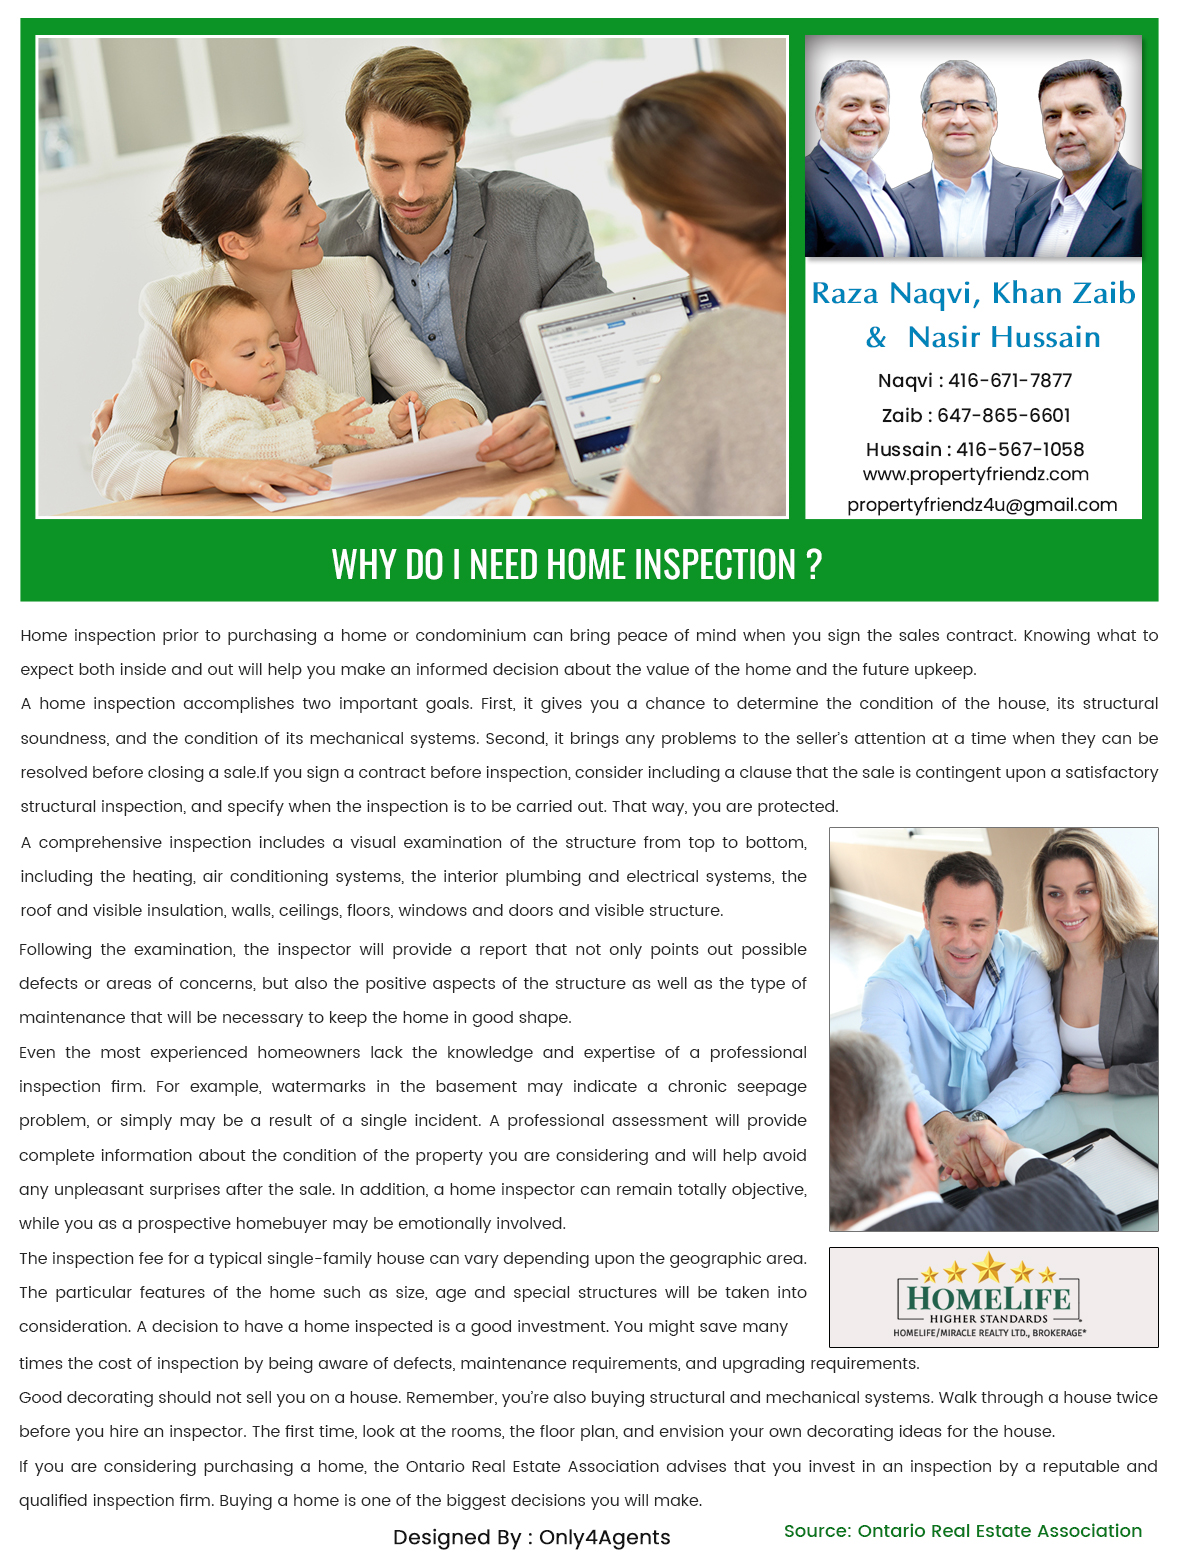 Raza Naqvi, Khan Zaib
& Nasir Hussain
Naqvi : 416-671-7877
Zaib : 647-865-6601
Hussain : 416-567-1058
www.propertyfriendz.com
propertyfriendz4u@gmail.com
WHY DO I NEED HOME INSPECTION ?
Home inspection prior to purchasing a home or condominium can bring peace of mind when you sign the sales contract. Knowing what to
expect both inside and out will help you make an informed decision about the value of the home and the future upkeep.
A home inspection accomplishes two important goals. First, it gives you a chance to determine the condition of the house, its structural
soundness, and the condition of its mechanical systems. Second, it brings any problems to the seller's attention at a time when they can be
resolved before closing a sale.If you sign a contract before inspection, consider including a clause that the sale is contingent upon a satisfactory
structural inspection, and specify when the inspection is to be carried out. That way, you are protected.
A comprehensive inspection includes a visual examination of the structure from top to bottom,
including the heating, air conditioning systems, the interior plumbing and electrical systems, the
roof and visible insulation, walls, ceilings, floors, windows and doors and visible structure.
Following the examination, the inspector will provide a report that not only points out possible
defects or areas of concerns, but also the positive aspects of the structure as well as the type of
maintenance that will be necessary to keep the home in good shape.
Even the most experienced homeowners lack the knowledge and expertise of a professional
inspection firm. For example, watermarks in the basement may indicate a chronic seepage
problem, or simply may be a result of a single incident. A professional assessment will provide
complete information about the condition of the property you are considering and will help avoid
any unpleasant surprises after the sale. In addition, a home inspector can remain totally objective,
while you as a prospective homebuyer may be emotionally involved.
The inspection fee for a typical single-family house can vary depending upon the geographic area.
The particular features of the home such as size, age and special structures will be taken into
consideration. A decision to have a home inspected is a good investment. You might save many
times the cost of inspection by being aware of defects, maintenance requirements, and upgrading requirements.
Good decorating should not sell you on a house. Remember, you're also buying structural and mechanical systems. Walk through a house twice
before you hire an inspector. The first time, look at the rooms, the floor plan, and envision your own decorating ideas for the house.
If you are considering purchasing a home, the Ontario Real Estate Association advises that you invest in an inspection by a reputable and
qualified inspection firm. Buying a home is one of the biggest decisions you will make.
HOMELIFE
HIGHER STANDARDS
HOMELIFE/MIRACLE REALTY LTD., BROKERAGE*
Designed By : Only4Agents
Source: Ontario Real Estate Association